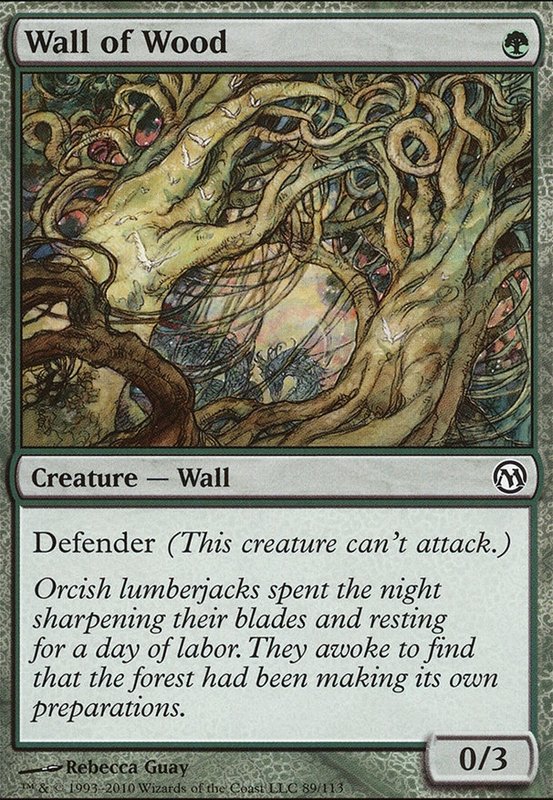 Wall of Wood
Creature — Wall
Defender (This creature can't attack.)
Orcish lumberjacks spent the night
sharpening their blades and resting
for a day of labor. They awoke to find
that the forest had been making its own
preparations.
0/3
Rebecca Guay
™ & © 1993–2010 Wizards of the Coast LLC 89/113